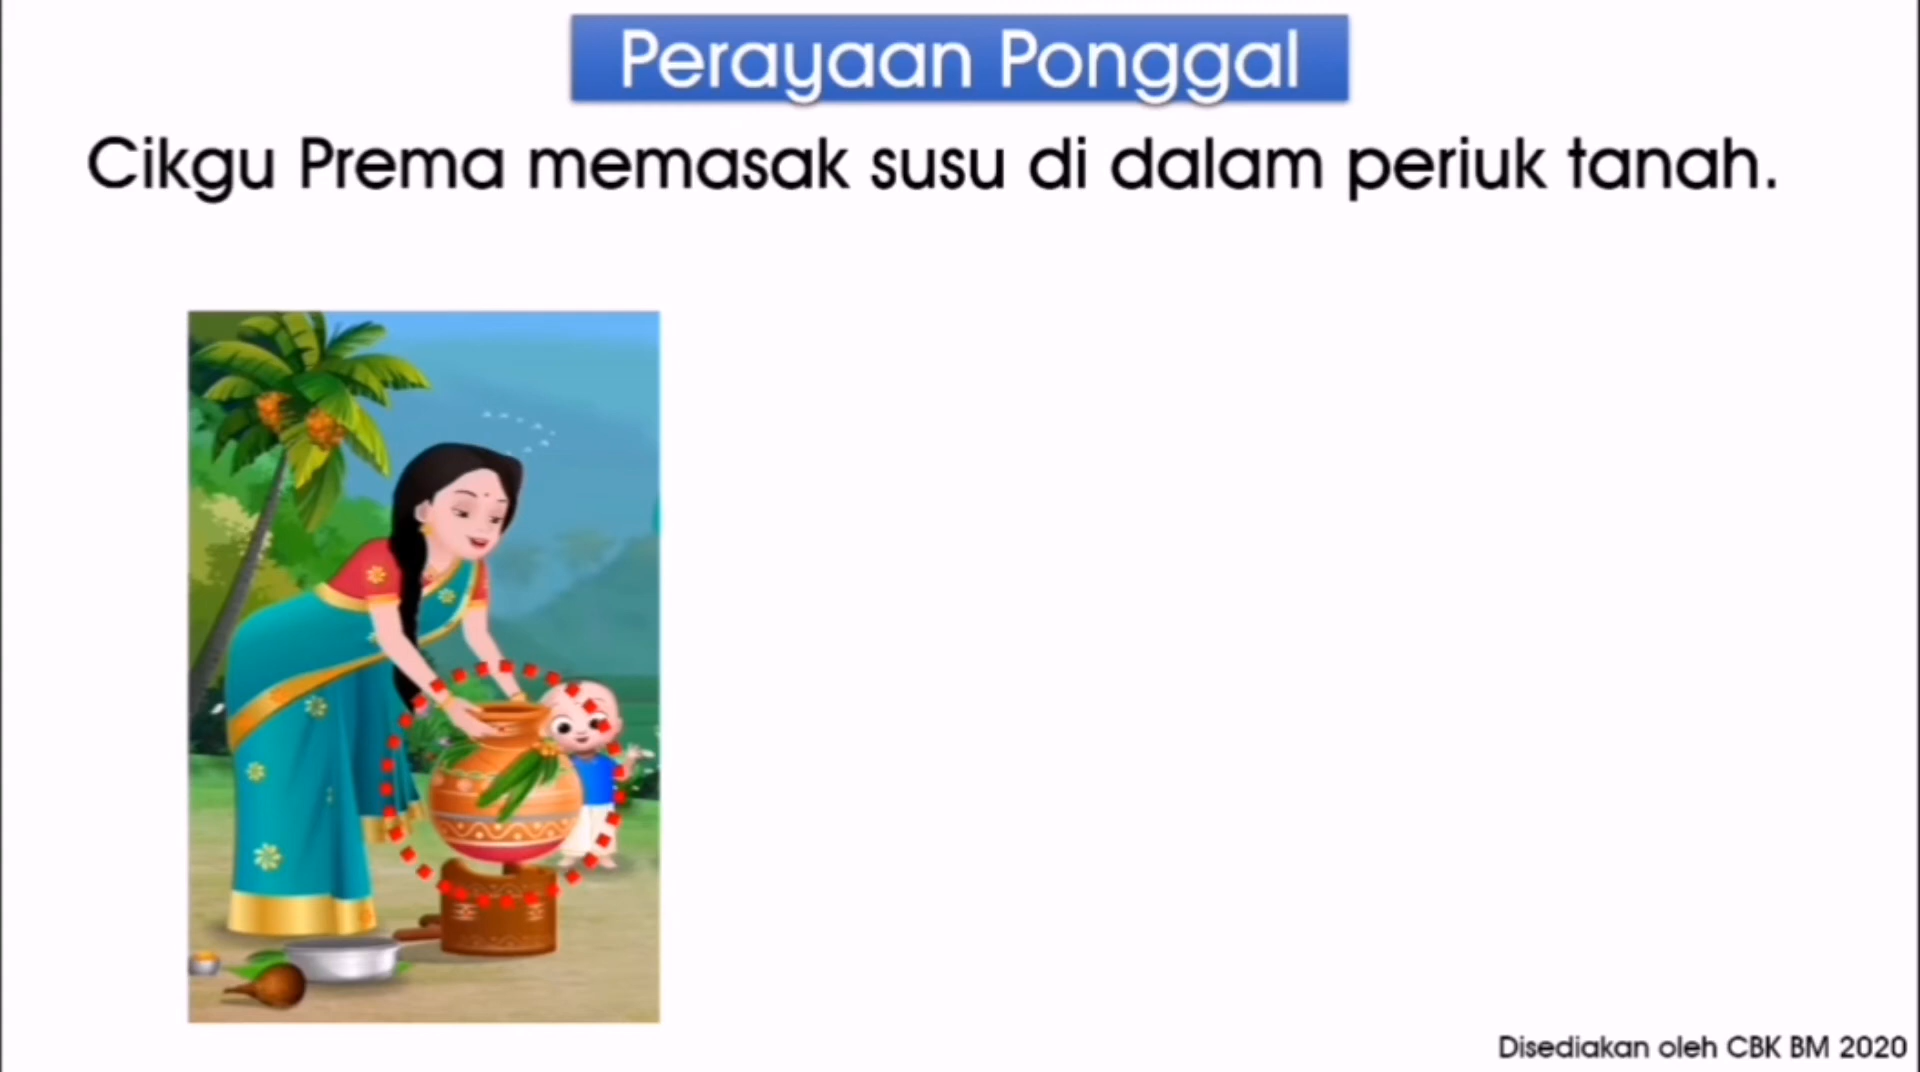 Perayaan Ponggal
Cikgu Prema memasak susu di dalam periuk tanah.
Disediakan oleh CBK BM 2020